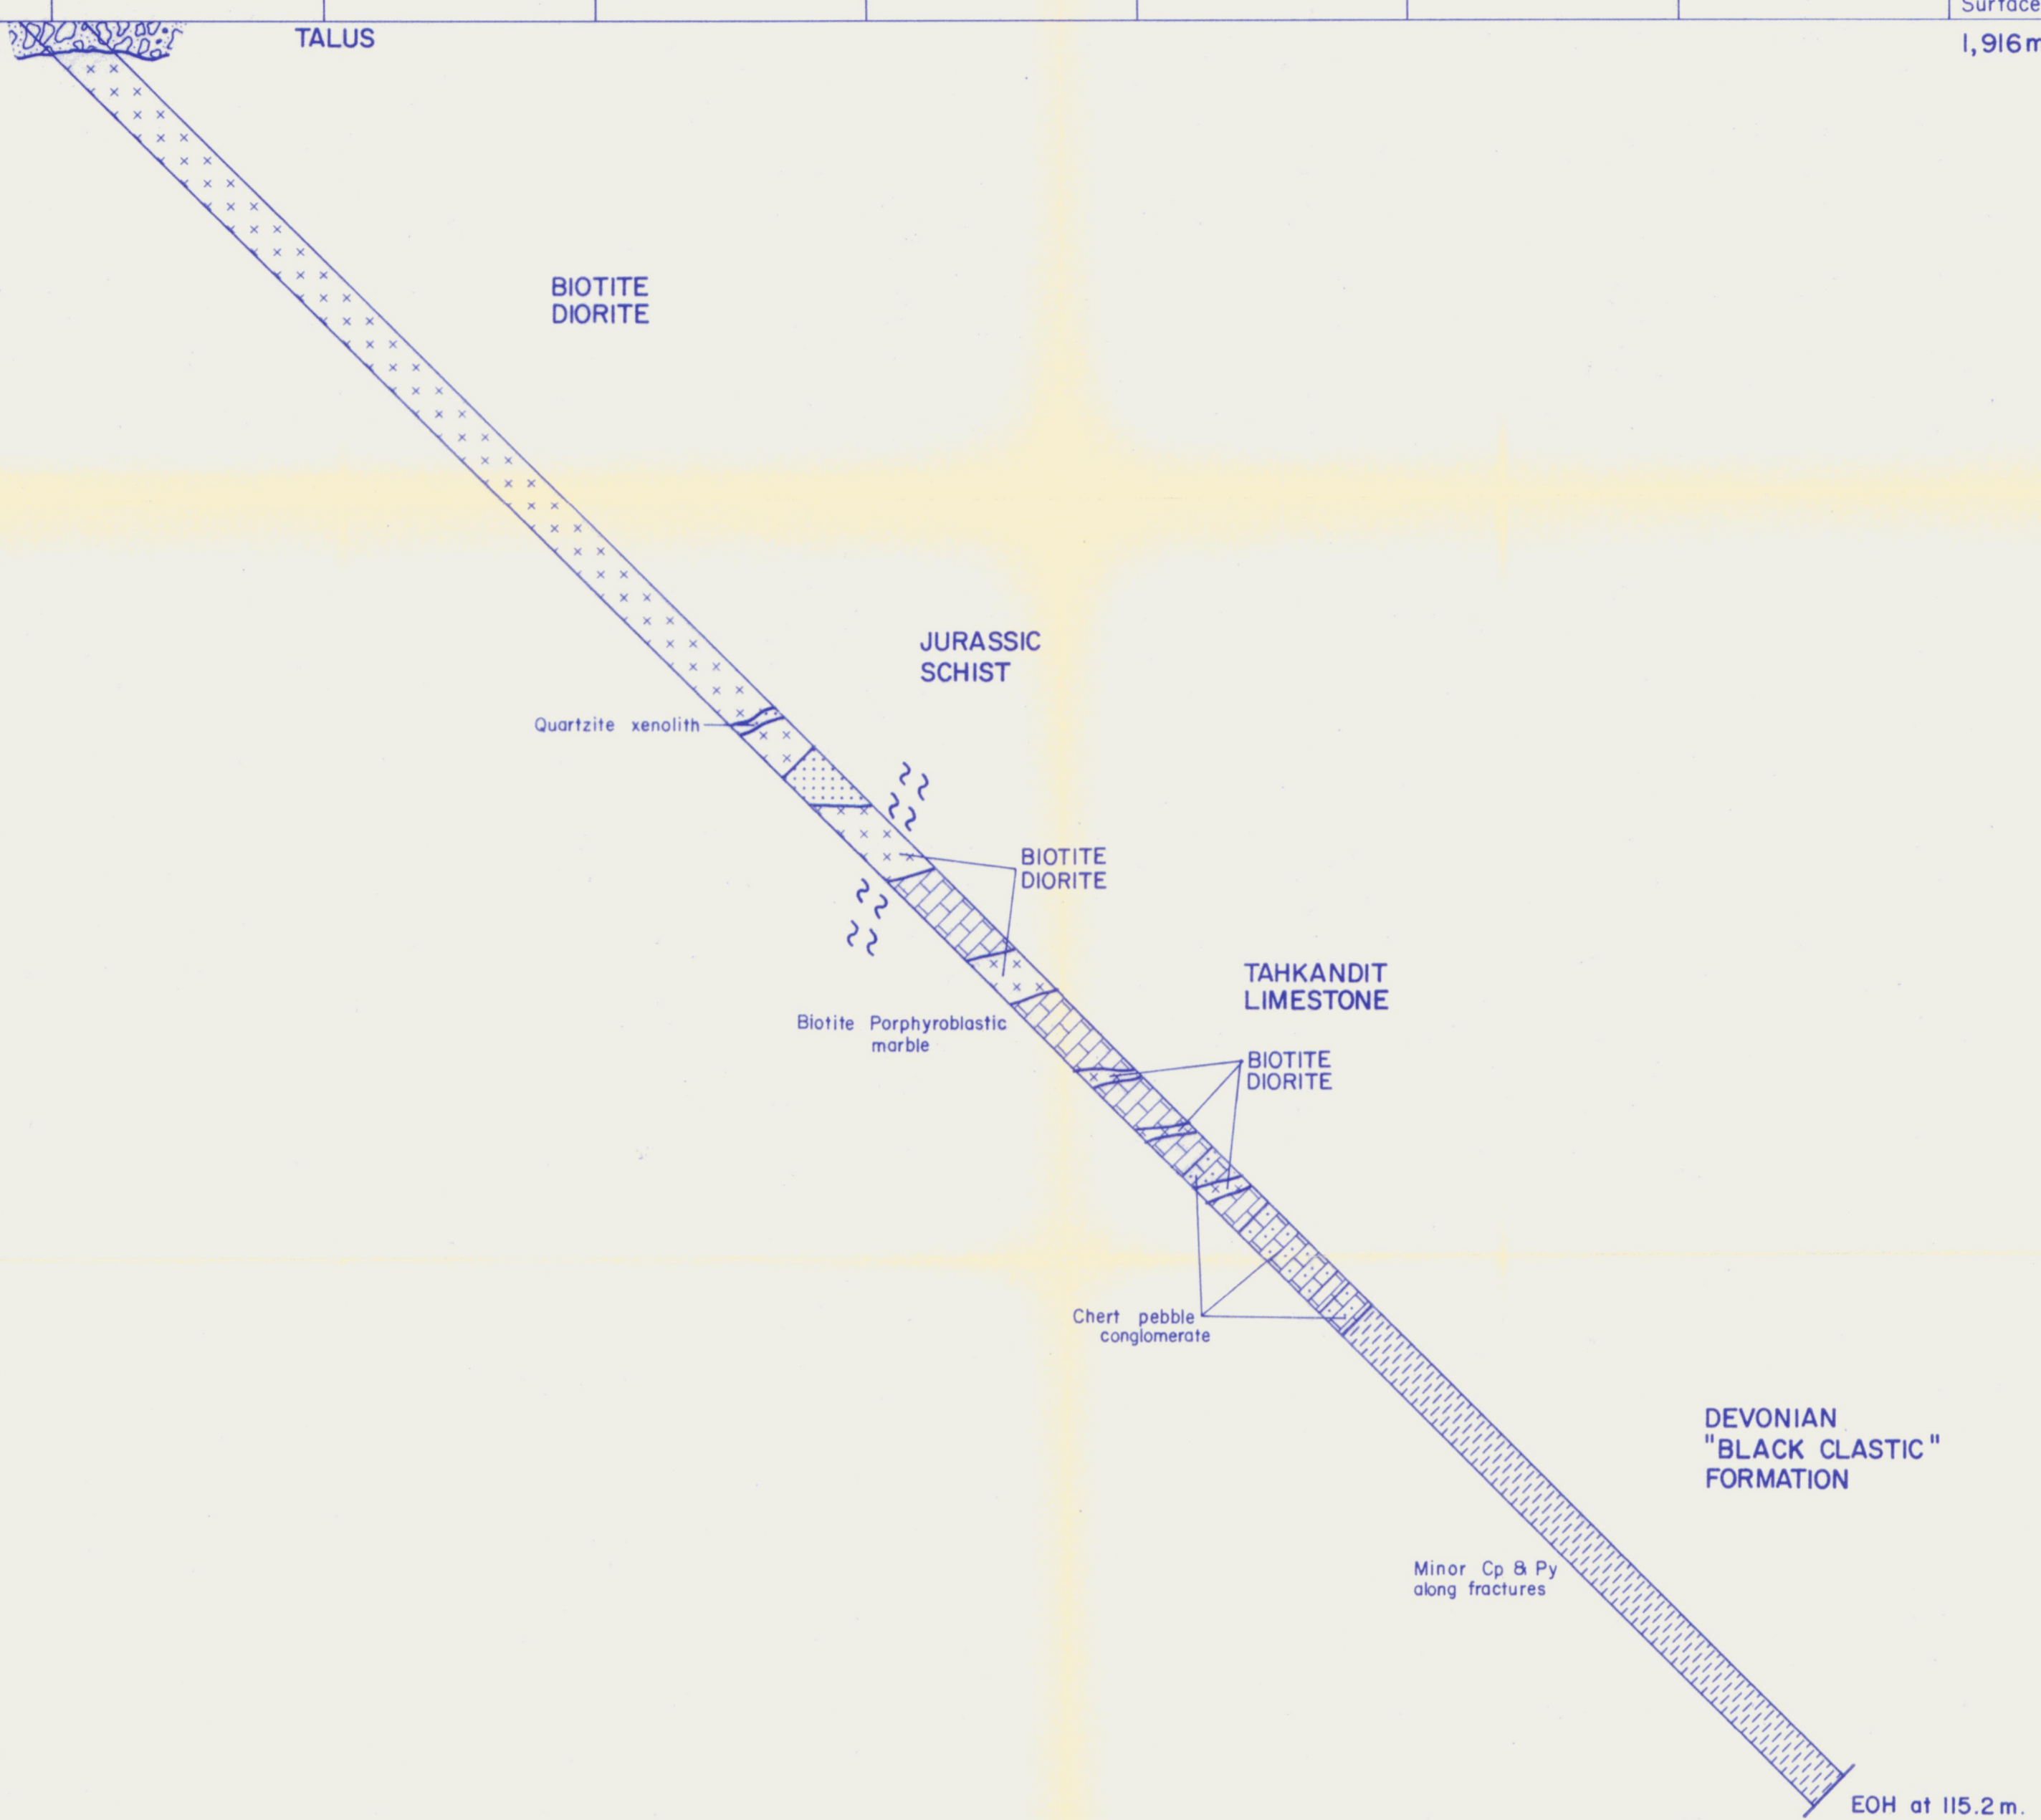 Surface
1,916m
TALUS
BIOTITE
DIORITE
JURASSIC
SCHIST
Quartzite xenolith
BIOTITE
DIORITE
TAHKANDIT
LIMESTONE
Biotite Porphyroblastic
marble
BIOTITE
DIORITE
Chert pebble
conglomerate
DEVONIAN
"BLACK CLASTIC"
FORMATION
Minor Cp & Py
along fractures
EOH at 115.2m.